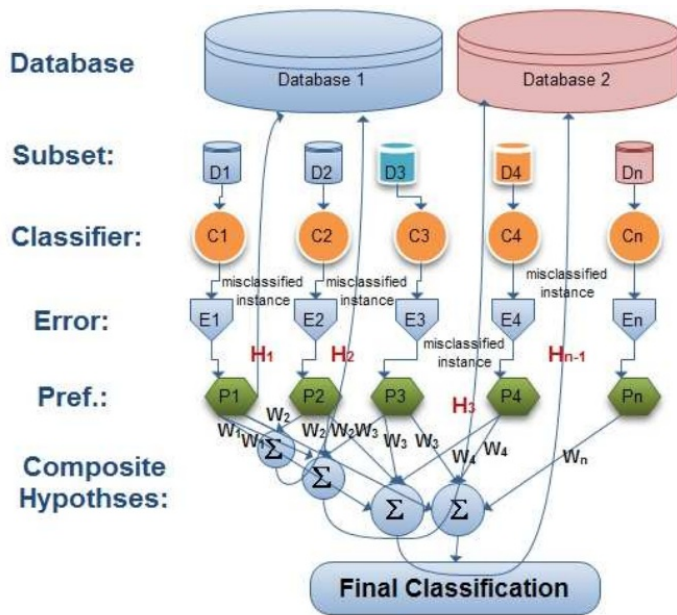 Database
Database 1
Database 2
Subset:
D1
D2
D3
D4
Dn
Classifier:
C1
C2
C3
C4
Cn
misclassified
instance
misclassified
instance
misclassified
instance
Error:
E1
E2
E3
E4
En
misclassified
instance
H1
H2
Hn-1
Pref.:
P1
P2
P3
P4
Pn
H3
W2
W1
W1
W2
W2
W3
W3
W3
W4
W4
Wn
Composite
Hypothses:
Σ
Σ
Σ
Σ
Final Classification